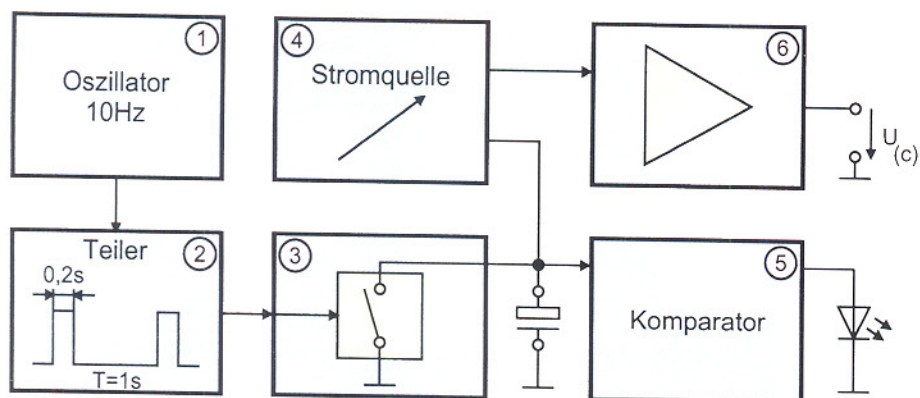 1
Oszillator
10Hz
4
Stromquelle
6
U
(c)
Teiler
2
0,2s
T=1s
3
5
Komparator